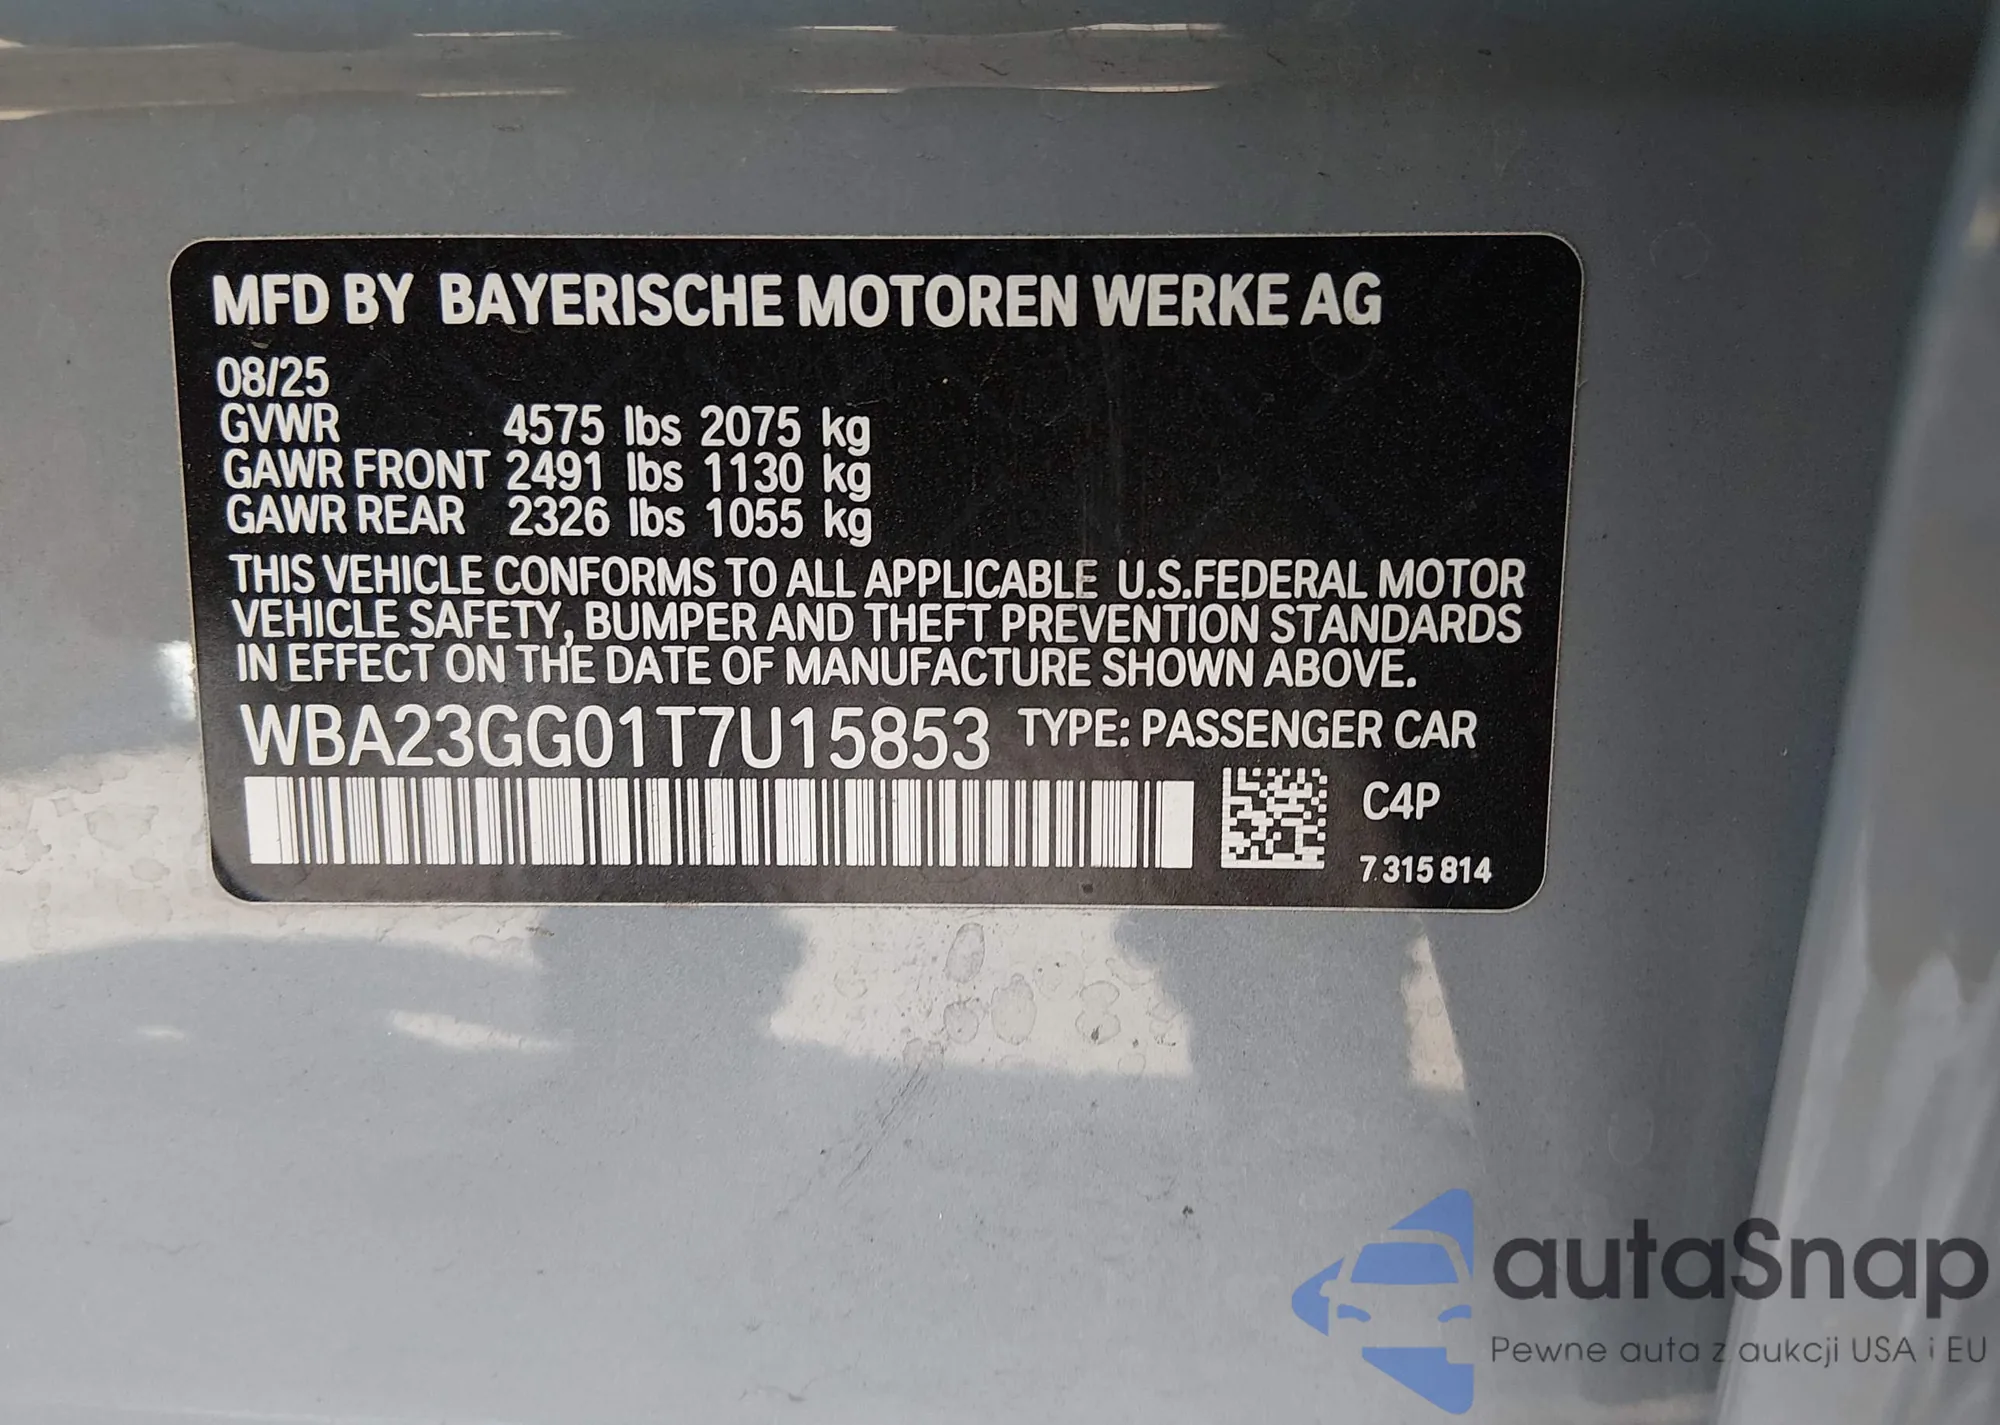 MFD BY BAYERISCHE MOTOREN WERKE AG
08/25
GVWR 4575 lbs 2075 kg
GAWR FRONT 2491 lbs 1130 kg
GAWR REAR 2326 lbs 1055 kg
THIS VEHICLE CONFORMS TO ALL APPLICABLE U.S.FEDERAL MOTOR
VEHICLE SAFETY, BUMPER AND THEFT PREVENTION STANDARDS
IN EFFECT ON THE DATE OF MANUFACTURE SHOWN ABOVE.
WBA23GG01T7U15853 TYPE: PASSENGER CAR
C4P
7 315 814
autaSnap
Pewne auta z aukcji USA i EU